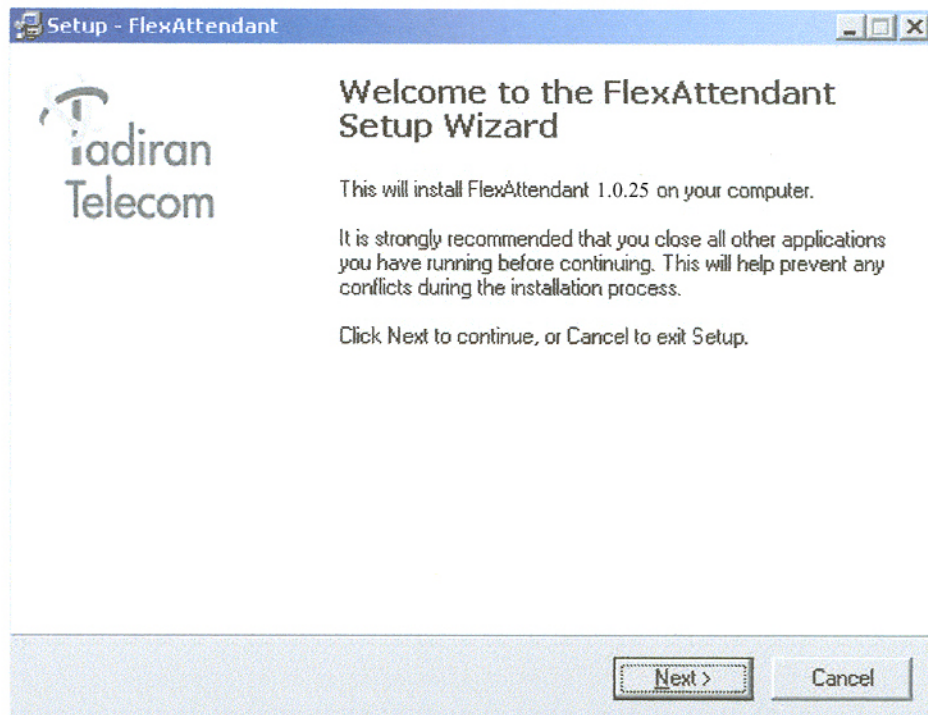 Setup - FlexAttendant
Tadiran
Telecom
Welcome to the FlexAttendant
Setup Wizard
This will install FlexAttendant 1.0.25 on your computer.
It is strongly recommended that you close all other applications
you have running before continuing. This will help prevent any
conflicts during the installation process.
Click Next to continue, or Cancel to exit Setup.
Next >
Cancel